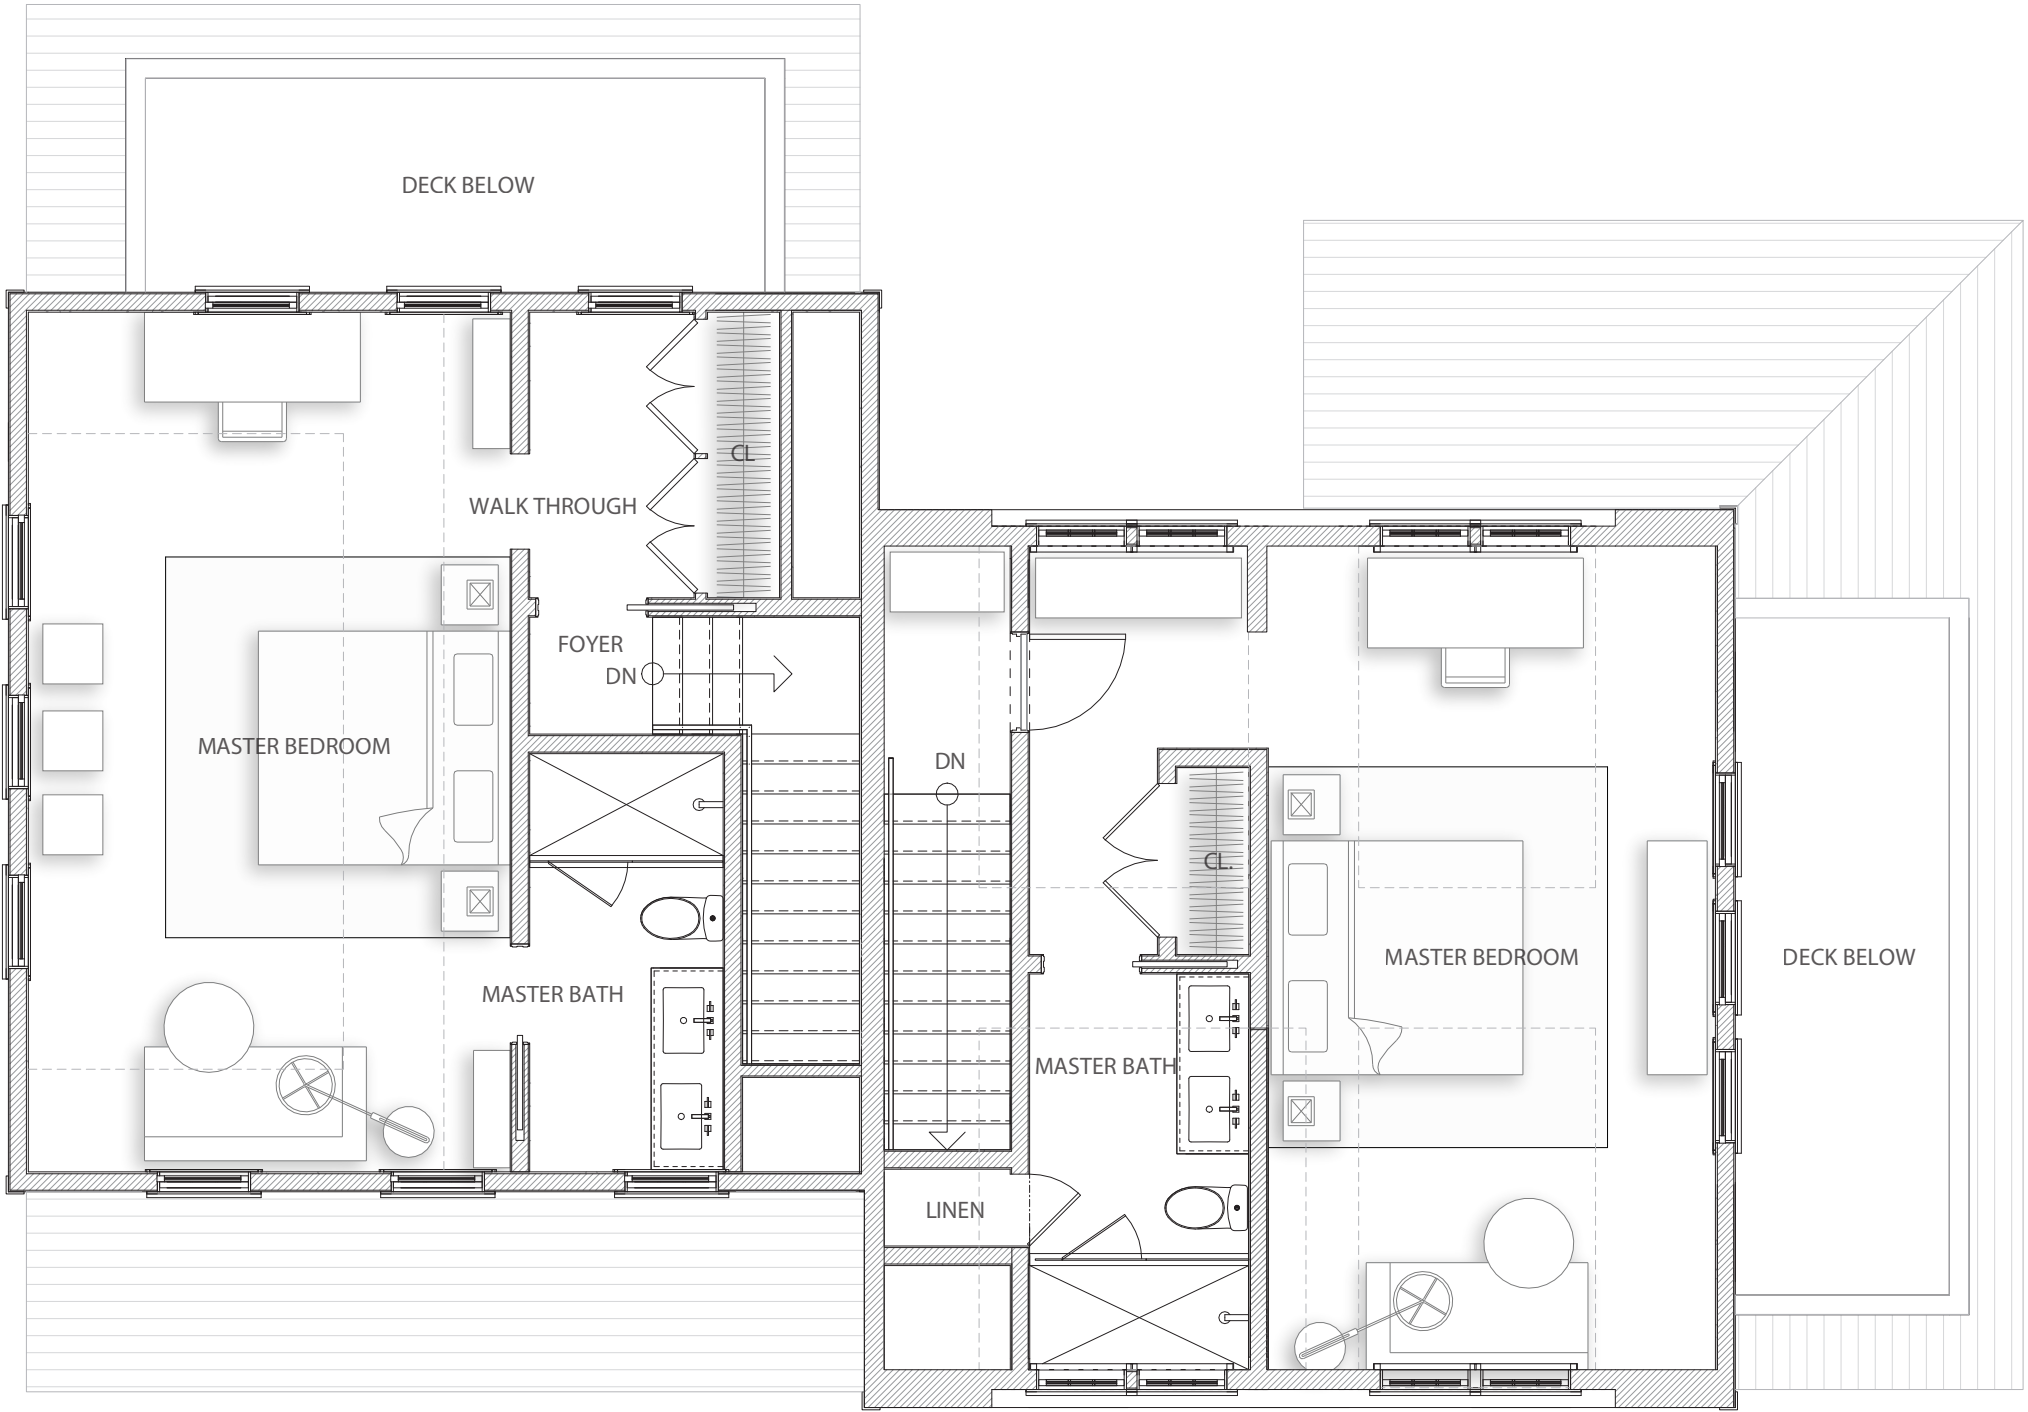 DECK BELOW
CL
WALK THROUGH
FOYER
DN
MASTER BEDROOM
DN
CL.
MASTER BEDROOM
DECK BELOW
MASTER BATH
MASTER BATH
LINEN